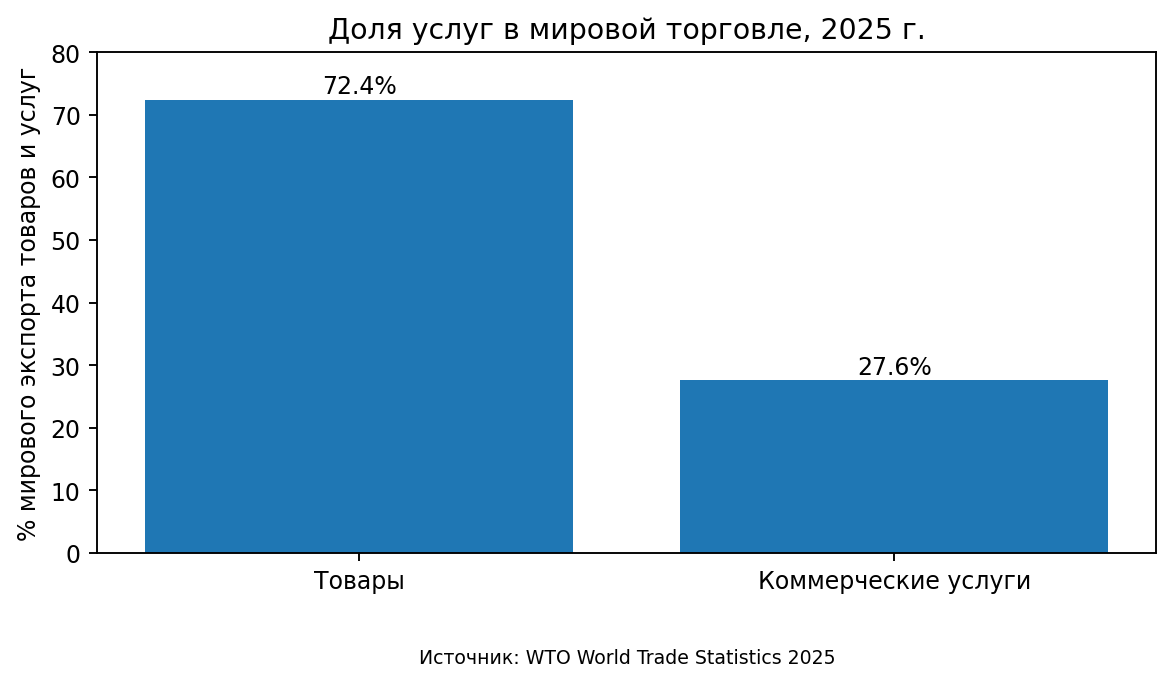 Доля услуг в мировой торговле, 2025 г.
% мирового экспорта товаров и услуг
80
70
60
50
40
30
20
10
0
72.4%
27.6%
Товары
Коммерческие услуги
Источник: WTO World Trade Statistics 2025